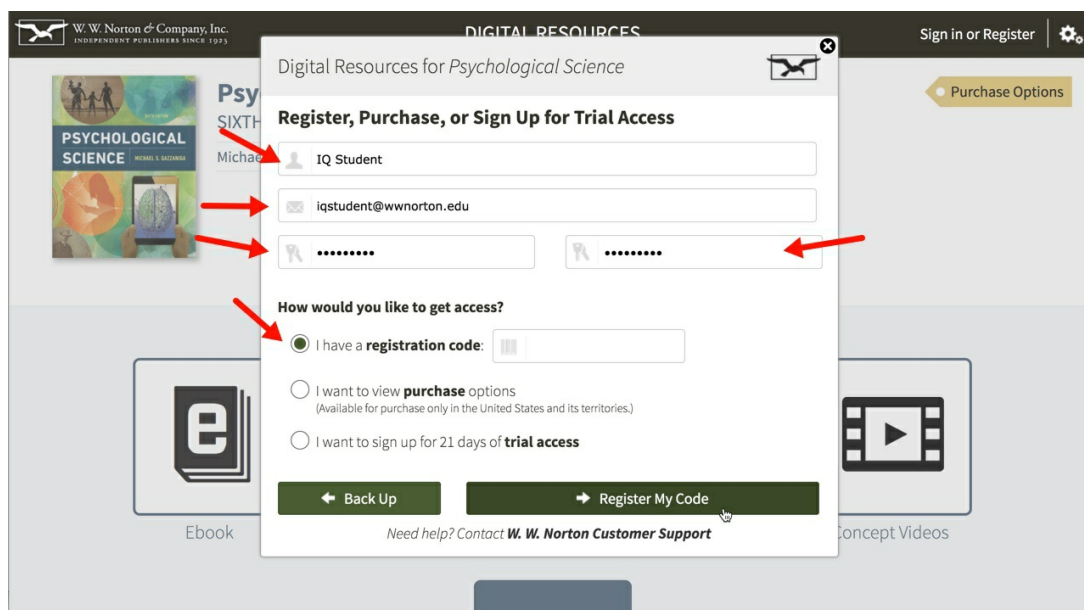 W. W. Norton & Company, Inc.
INDEPENDENT PUBLISHERS SINCE 1923
DIGITAL RESOURCES
Sign in or Register
Digital Resources for Psychological Science
Purchase Options
Psy
SIXTH
Michae
PSYCHOLOGICAL
SCIENCE MICHAEL S. GAZZANIGA
Register, Purchase, or Sign Up for Trial Access
IQ Student
iqstudent@wwnorton.edu
•••••••••
•••••••••
How would you like to get access?
I have a registration code:
I want to view purchase options
(Available for purchase only in the United States and its territories.)
I want to sign up for 21 days of trial access
Back Up
Register My Code
Need help? Contact W. W. Norton Customer Support
e
Ebook
Concept Videos